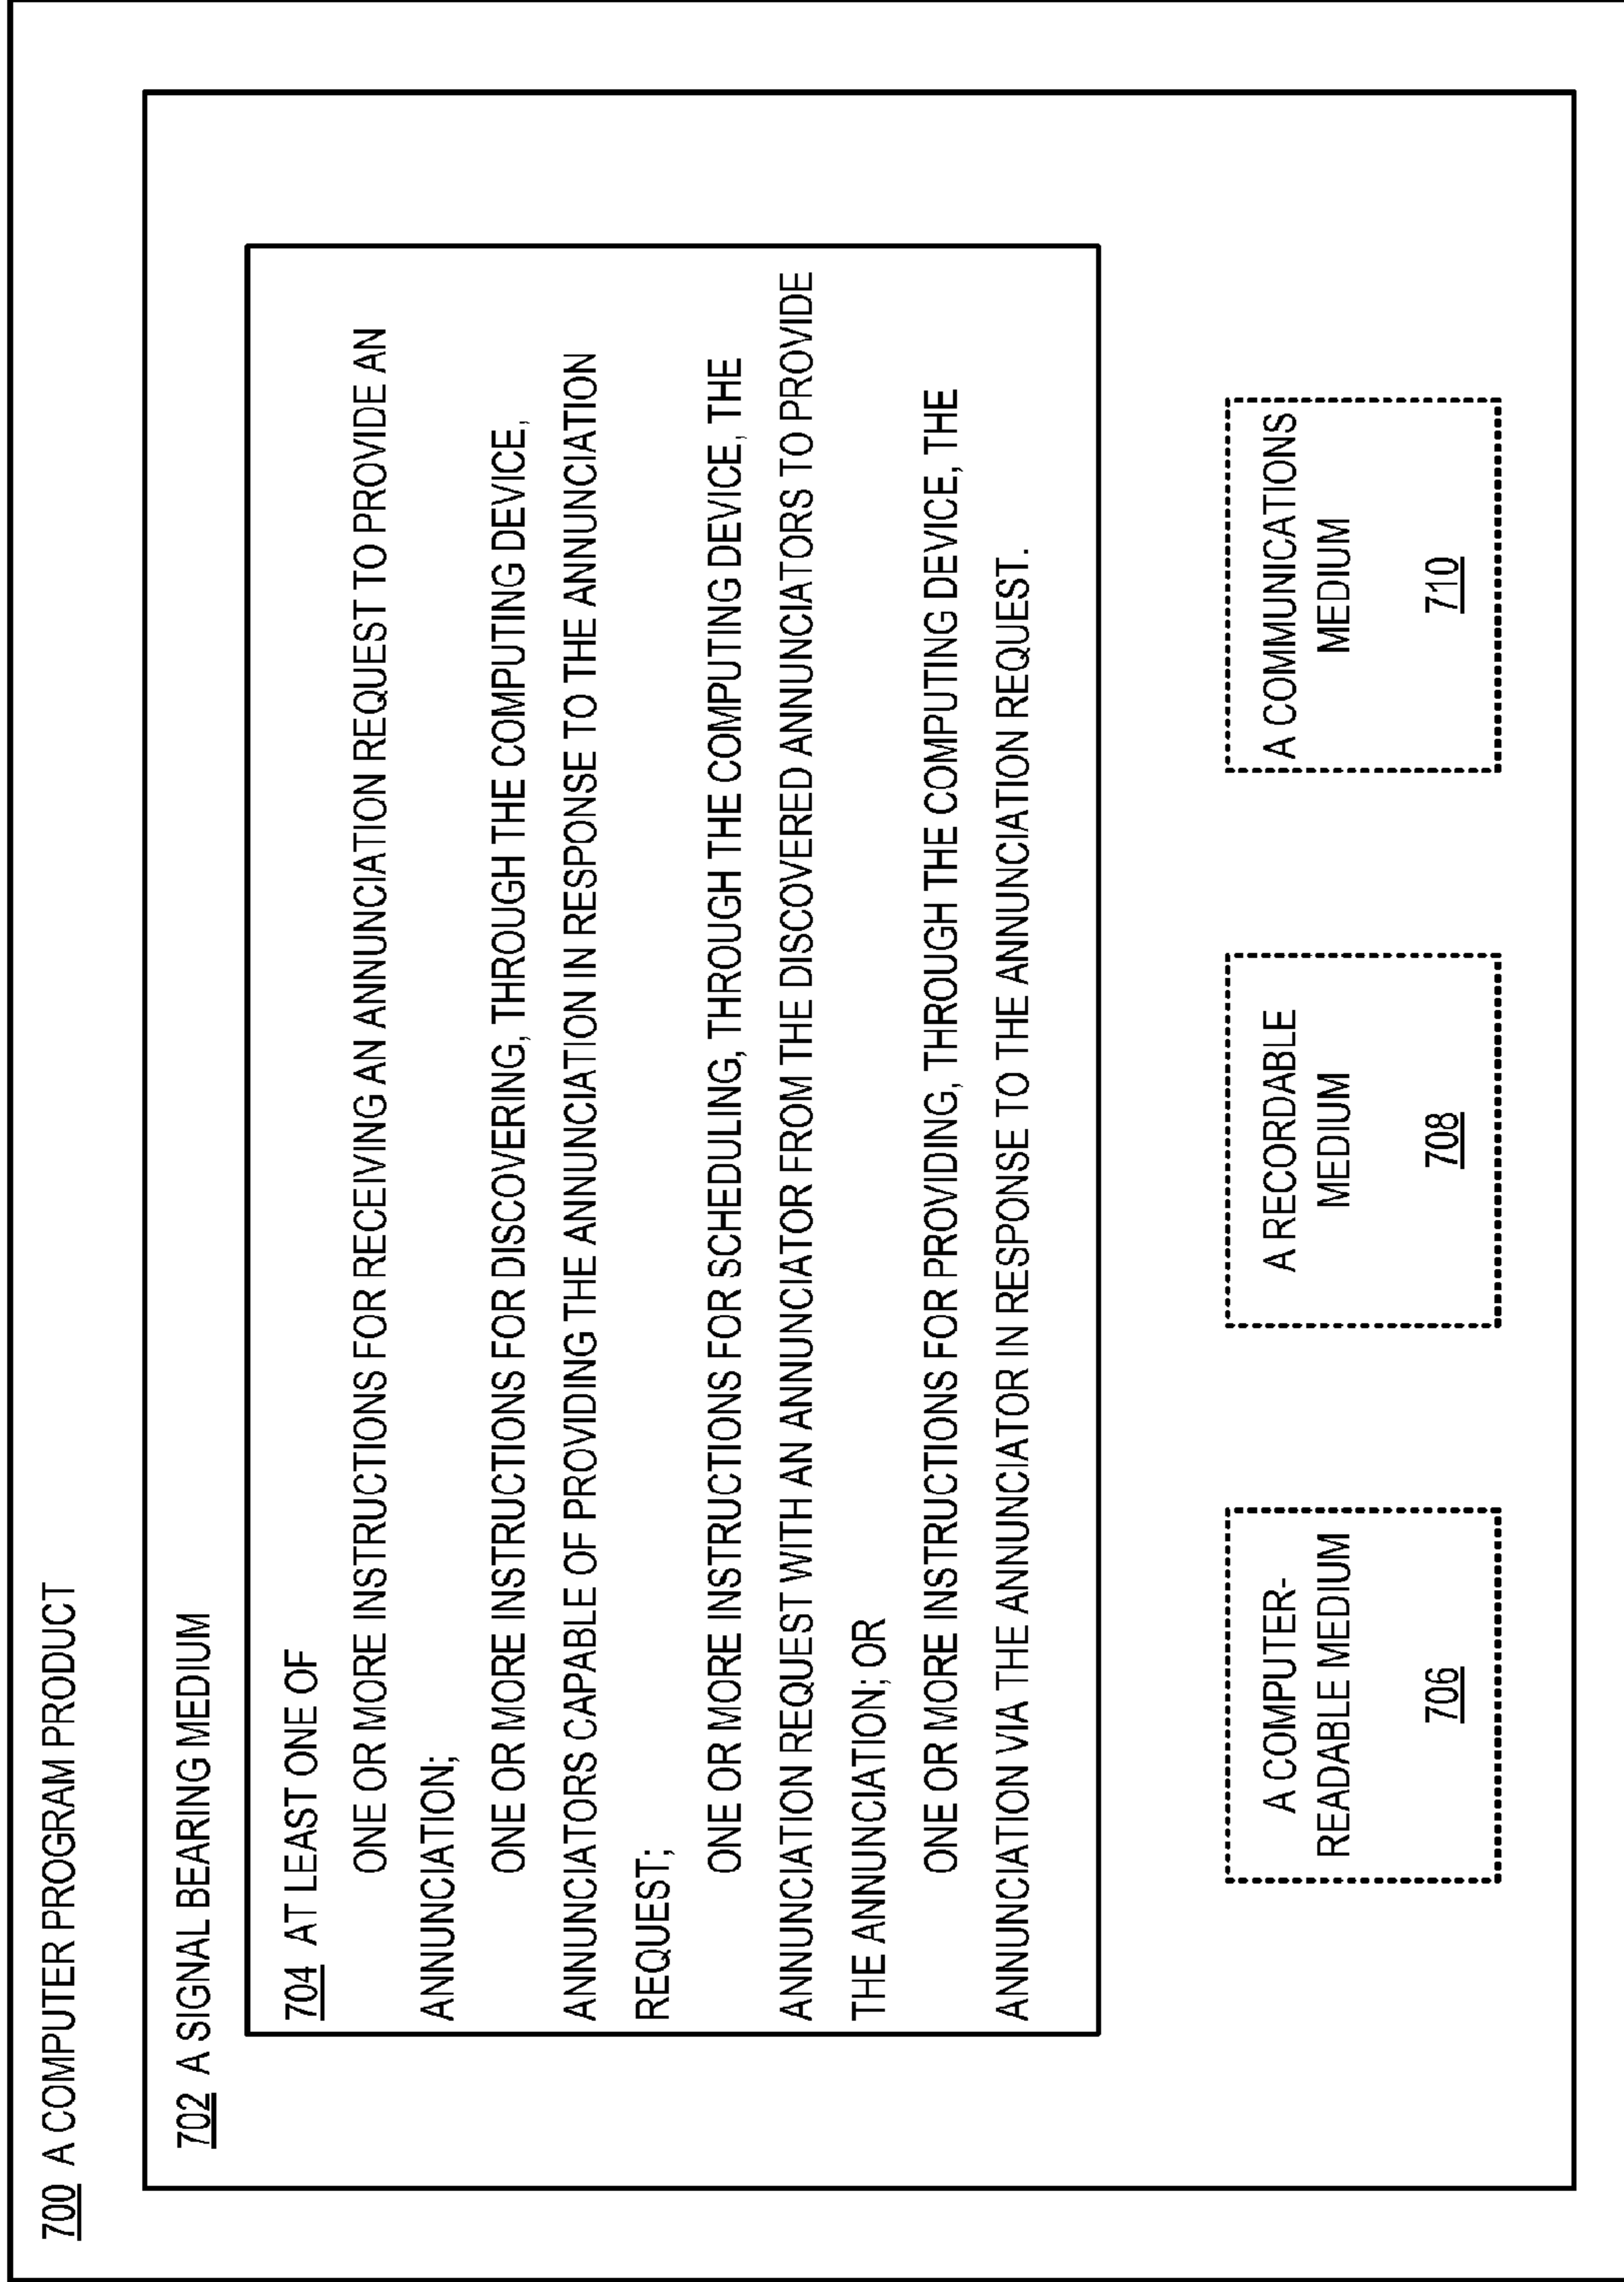 700 A COMPUTER PROGRAM PRODUCT
702 A SIGNAL BEARING MEDIUM
704 AT LEAST ONE OF
ONE OR MORE INSTRUCTIONS FOR RECEIVING AN ANNUNCIATION REQUEST TO PROVIDE AN
ANNUNCIATION;
ONE OR MORE INSTRUCTIONS FOR DISCOVERING, THROUGH THE COMPUTING DEVICE,
ANNUNCIATORS CAPABLE OF PROVIDING THE ANNUNCIATION IN RESPONSE TO THE ANNUNCIATION
REQUEST;
ONE OR MORE INSTRUCTIONS FOR SCHEDULING, THROUGH THE COMPUTING DEVICE, THE
ANNUNCIATION REQUEST WITH AN ANNUNCIATOR FROM THE DISCOVERED ANNUNCIATORS TO PROVIDE
THE ANNUNCIATION; OR
ONE OR MORE INSTRUCTIONS FOR PROVIDING, THROUGH THE COMPUTING DEVICE, THE
ANNUNCIATION VIA THE ANNUNCIATOR IN RESPONSE TO THE ANNUNCIATION REQUEST.
A COMPUTER-
READABLE MEDIUM
706
A RECORDABLE
MEDIUM
708
A COMMUNICATIONS
MEDIUM
710